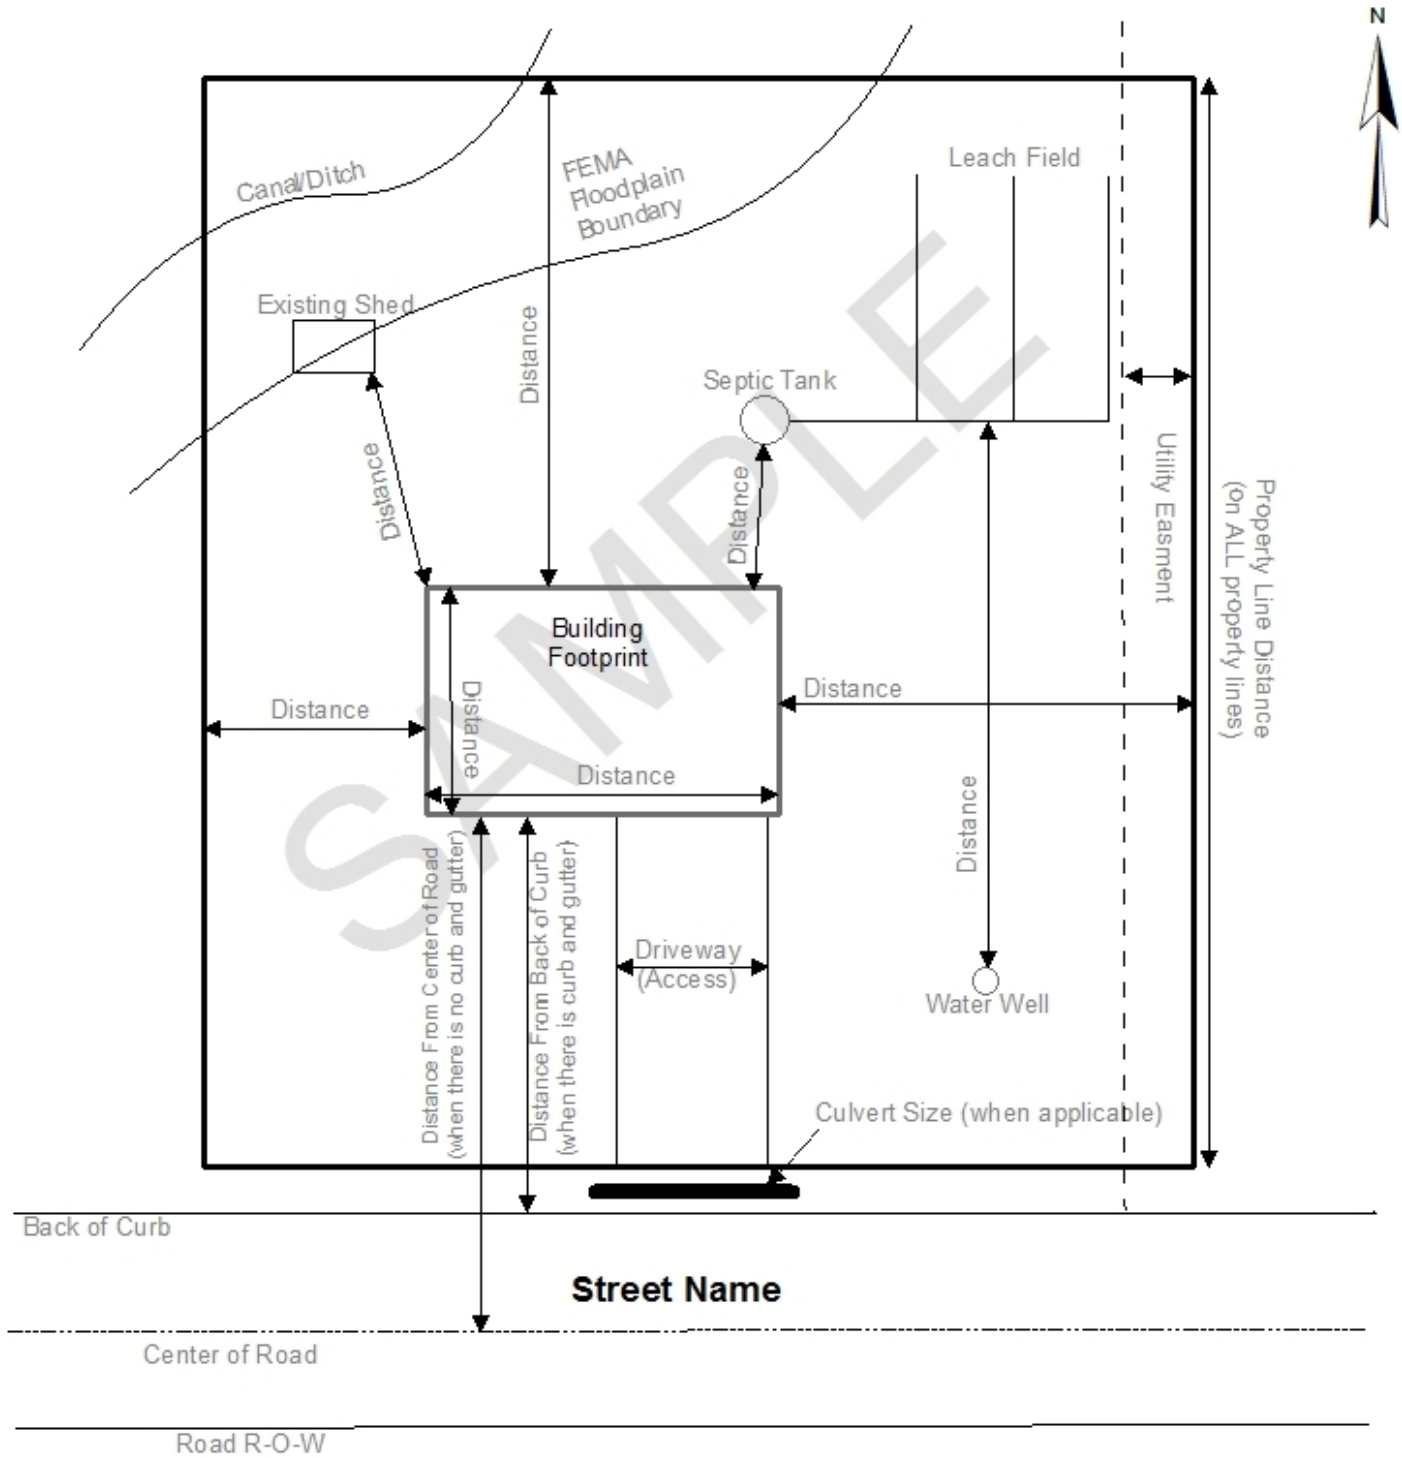 N
Leach Field
FEMA
Floodplain
Boundary
Canal/Ditch
Existing Shed
Distance
Septic Tank
Distance
Distance
Utility Easment
Property Line Distance
(on ALL property lines)
SAMPLE
Building
Footprint
Distance
Distance
Distance
Distance
Distance
Distance From Center of Road
(when there is no curb and gutter)
Distance From Back of Curb
(when there is curb and gutter)
Driveway
(Access)
Water Well
Culvert Size (when applicable)
Back of Curb
Street Name
Center of Road
Road R-O-W